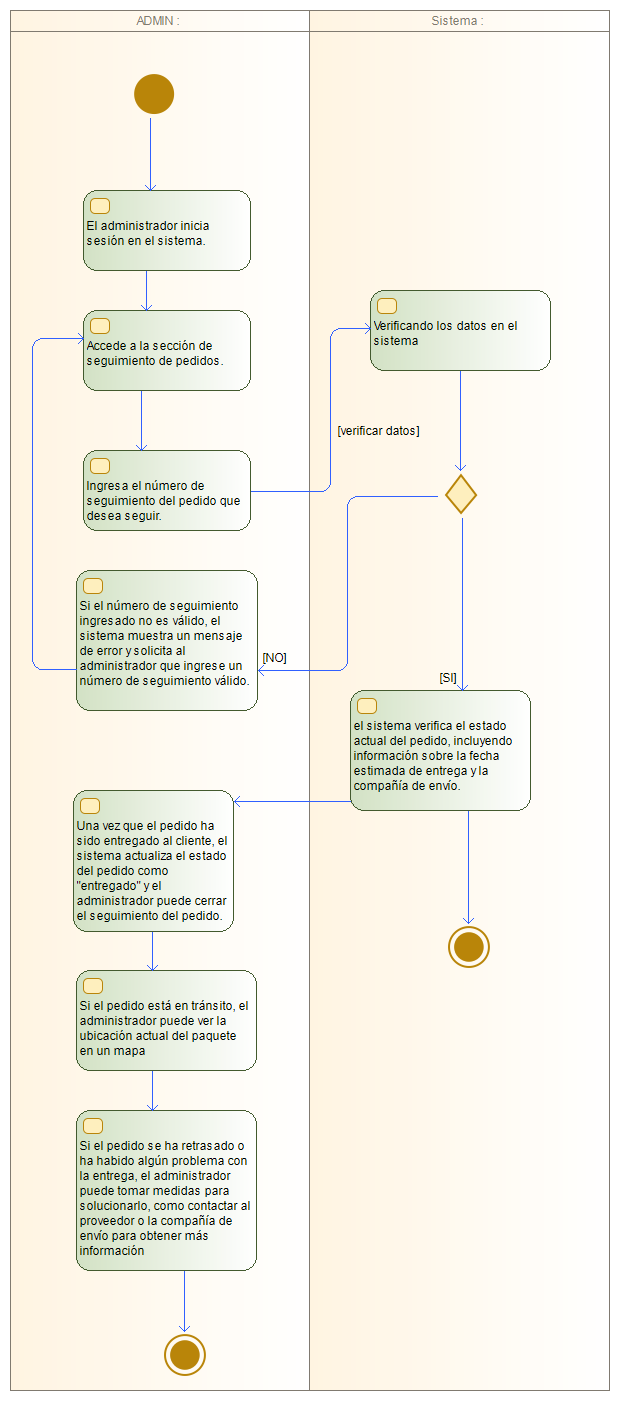 ADMIN :
Sistema :
El administrador inicia
sesión en el sistema.
Accede a la sección de
seguimiento de pedidos.
Verificando los datos en el
sistema
[verificar datos]
Ingresa el número de
seguimiento del pedido que
desea seguir.
Si el número de seguimiento
ingresado no es válido, el
sistema muestra un mensaje
de error y solicita al
administrador que ingrese un
número de seguimiento válido.
[NO]
[SI]
el sistema verifica el estado
actual del pedido, incluyendo
información sobre la fecha
estimada de entrega y la
compañía de envío.
Una vez que el pedido ha
sido entregado al cliente, el
sistema actualiza el estado
del pedido como
"entregado" y el
administrador puede cerrar
el seguimiento del pedido.
Si el pedido está en tránsito, el
administrador puede ver la
ubicación actual del paquete
en un mapa
Si el pedido se ha retrasado o
ha habido algún problema con
la entrega, el administrador
puede tomar medidas para
solucionarlo, como contactar al
proveedor o la compañía de
envío para obtener más
información